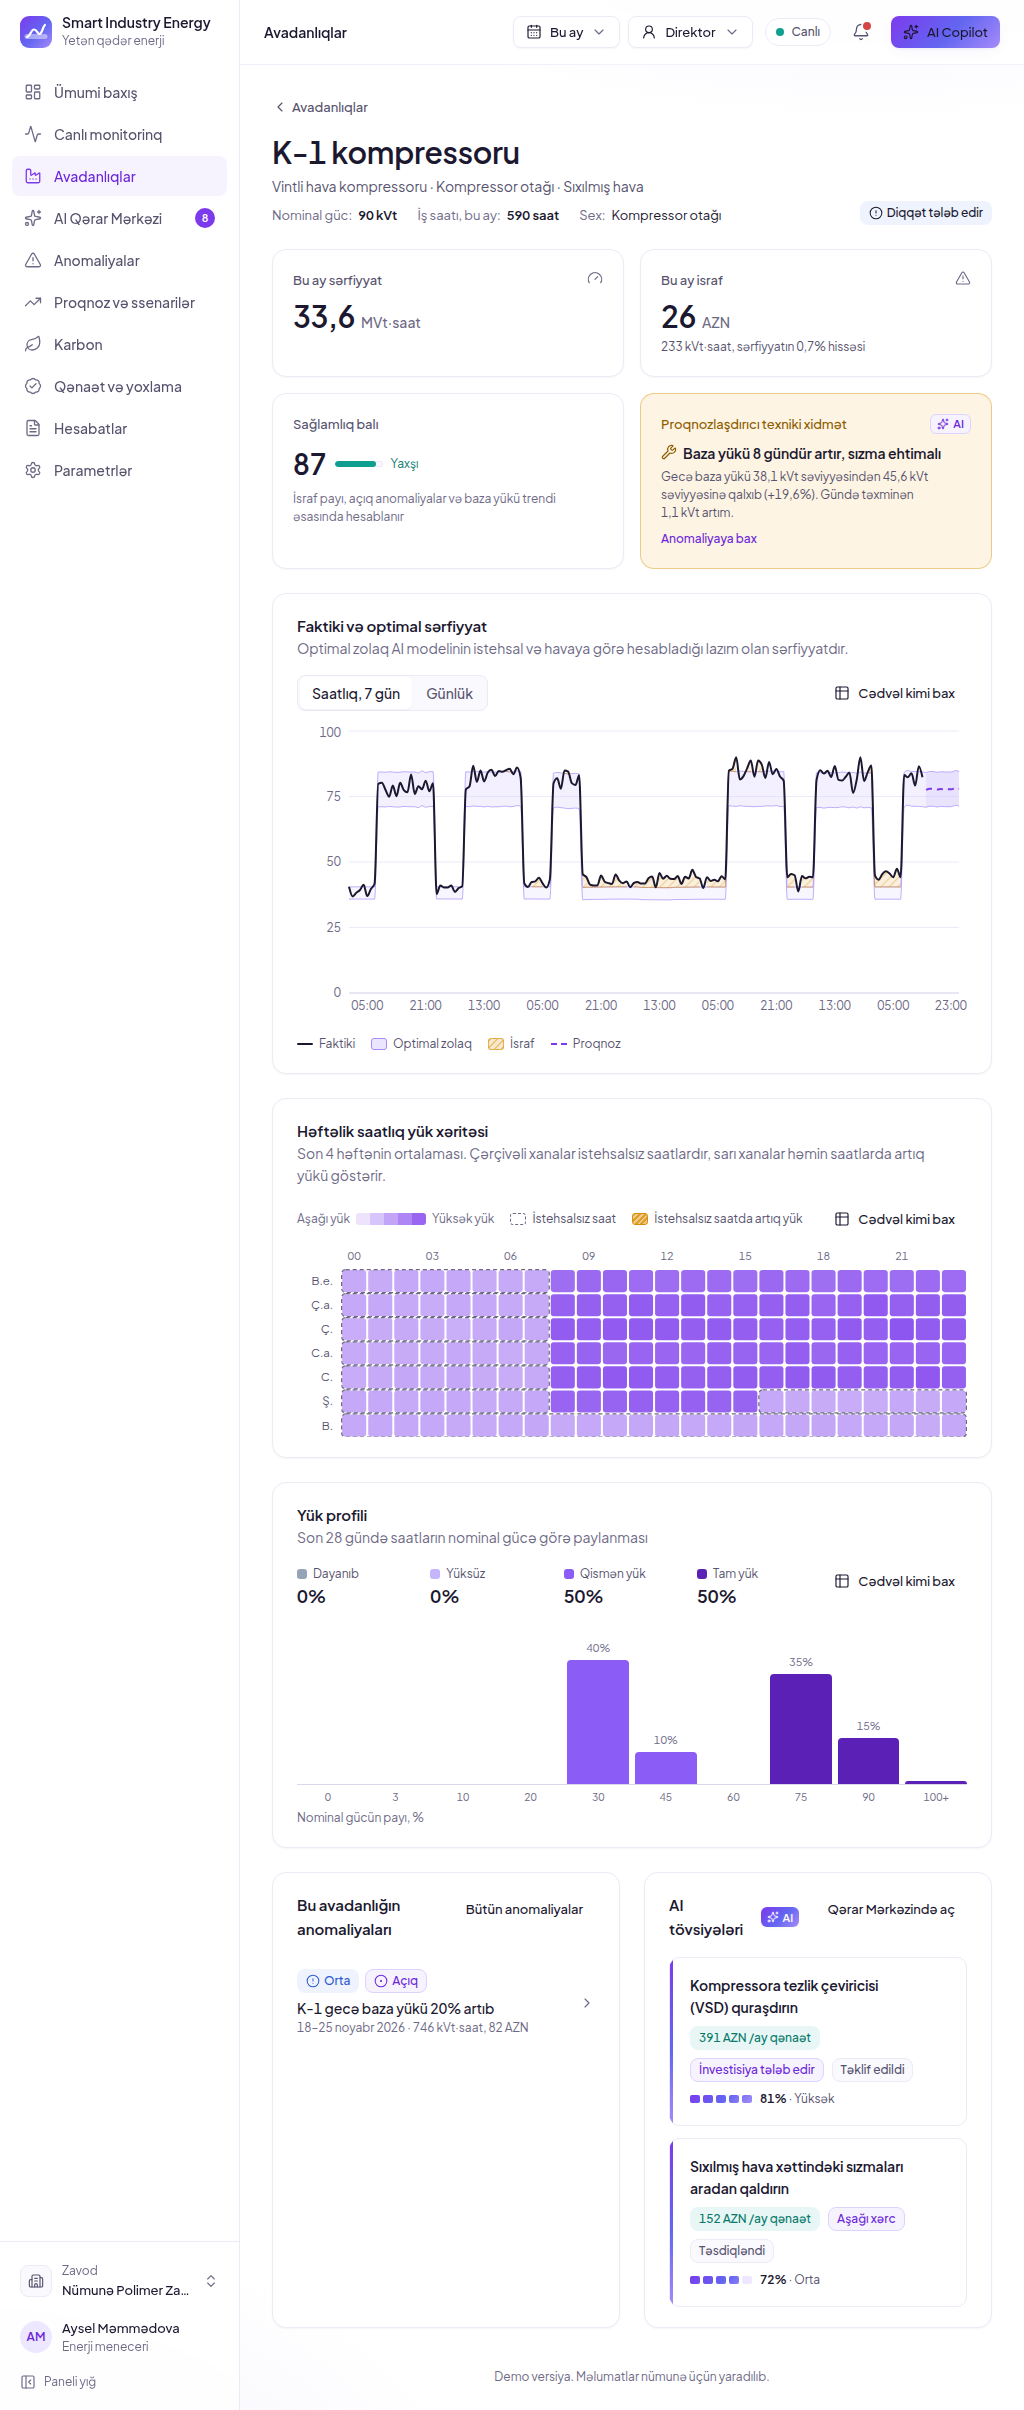 Smart Industry Energy
Yetən qədər enerji
Ümumi baxış
Canlı monitorinq
Avadanlıqlar
AI Qərar Mərkəzi 8
Anomaliyalar
Proqnoz və ssenarilər
Karbon
Qənaət və yoxlama
Hesabatlar
Parametrlər
Zavod
Nümunə Polimer Za...
AM
Aysel Məmmədova
Enerji meneceri
Paneli yığ
Avadanlıqlar
Bu ay
Direktor
Canlı
AI Copilot
Avadanlıqlar
K-1 kompressoru
Vintli hava kompressoru · Kompressor otağı · Sıxılmış hava
Nominal güc: 90 kVt İş saatı, bu ay: 590 saat Sex: Kompressor otağı
Diqqət tələb edir
Bu ay sərfiyyat
33,6 MVt·saat
Bu ay israf
26 AZN
233 kVt·saat, sərfiyyatın 0,7% hissəsi
Sağlamlıq balı
87 Yaxşı
İsraf payı, açıq anomaliyalar və baza yükü trendi
əsasında hesablanır
Proqnozlaşdırıcı texniki xidmət AI
Baza yükü 8 gündür artır, sızma ehtimalı
Gecə baza yükü 38,1 kVt səviyyəsindən 45,6 kVt
səviyyəsinə qalxıb (+19,6%). Gündə təxminən
1,1 kVt artım.
Anomaliyaya bax
Faktiki və optimal sərfiyyat
Optimal zolaq AI modelinin istehsal və havaya görə hesabladığı lazım olan sərfiyyatdır.
Saatlıq, 7 gün Günlük
Cədvəl kimi bax
100
75
50
25
0
05:00 21:00 13:00 05:00 21:00 13:00 05:00 21:00 13:00 05:00 23:00
Faktiki Optimal zolaq İsraf Proqnoz
Həftəlik saatlıq yük xəritəsi
Son 4 həftənin ortalaması. Çərçivəli xanalar istehsalsız saatlardır, sarı xanalar həmin saatlarda artıq
yükü göstərir.
Aşağı yük Yüksək yük İstehsalsız saat İstehsalsız saatda artıq yük
Cədvəl kimi bax
00 03 06 09 12 15 18 21
B.e.
Ç.a.
Ç.
C.a.
C.
Ş.
B.
Yük profili
Son 28 gündə saatların nominal gücə görə paylanması
Dayanıb Yüksüz Qismən yük Tam yük
0% 0% 50% 50%
Cədvəl kimi bax
40%
10%
35%
15%
0 3 10 20 30 45 60 75 90 100+
Nominal gücün payı, %
Bu avadanlığın
anomaliyaları
Bütün anomaliyalar
Orta Açıq
K-1 gecə baza yükü 20% artıb
18–25 noyabr 2026 · 746 kVt·saat, 82 AZN
AI
tövsiyələri
AI
Qərar Mərkəzində aç
Kompressora tezlik çeviricisi
(VSD) quraşdırın
391 AZN /ay qənaət
İnvestisiya tələb edir Təklif edildi
81% · Yüksək
Sıxılmış hava xəttindəki sızmaları
aradan qaldırın
152 AZN /ay qənaət Aşağı xərc
Təsdiqləndi
72% · Orta
Demo versiya. Məlumatlar nümunə üçün yaradılıb.